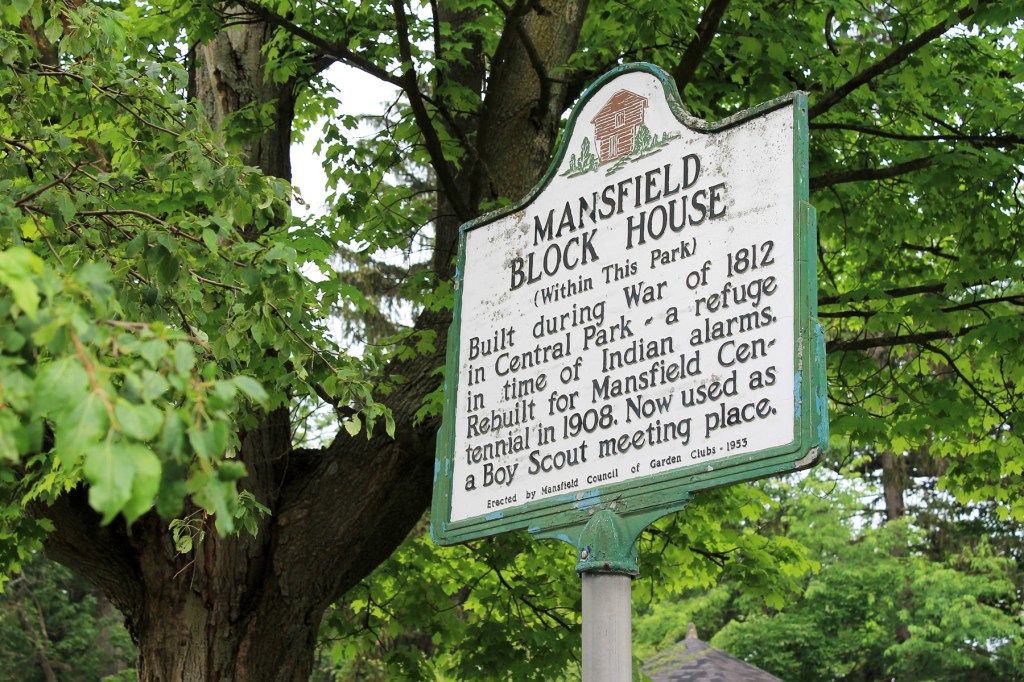 MANSFIELD
BLOCK HOUSE
(Within This Park)
Built during War of 1812
in Central Park - a refuge
in time of Indian alarms.
Rebuilt for Mansfield Cen-
tennial in 1908. Now used as
a Boy Scout meeting place.
Erected by Mansfield Council of Garden Clubs - 1953